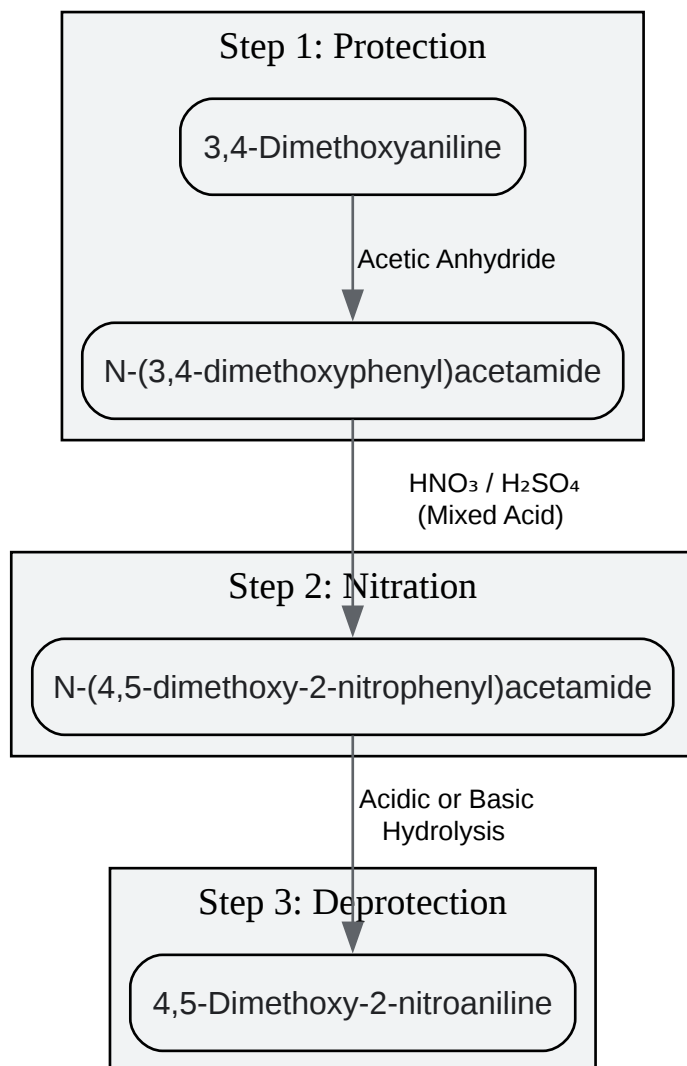 Step 1: Protection
3,4-Dimethoxyaniline
Acetic Anhydride
N-(3,4-dimethoxyphenyl)acetamide
HNO₃ / H₂SO₄
(Mixed Acid)
Step 2: Nitration
N-(4,5-dimethoxy-2-nitrophenyl)acetamide
Acidic or Basic
Hydrolysis
Step 3: Deprotection
4,5-Dimethoxy-2-nitroaniline